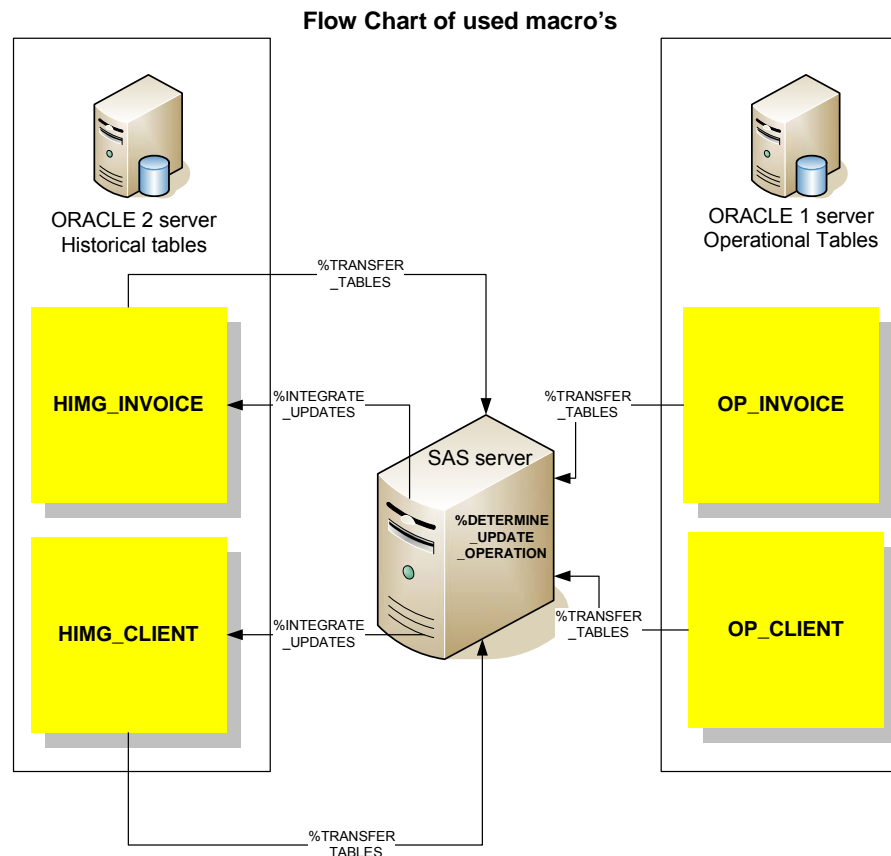 Flow Chart of used macro's
ORACLE 2 server
Historical tables
ORACLE 1 server
Operational Tables
%TRANSFER
_TABLES
HIMG_INVOICE
%INTEGRATE
_UPDATES
%TRANSFER
_TABLES
OP_INVOICE
SAS server
%DETERMINE
_UPDATE
_OPERATION
HIMG_CLIENT
%INTEGRATE
_UPDATES
%TRANSFER
_TABLES
OP_CLIENT
%TRANSFER
TABLES